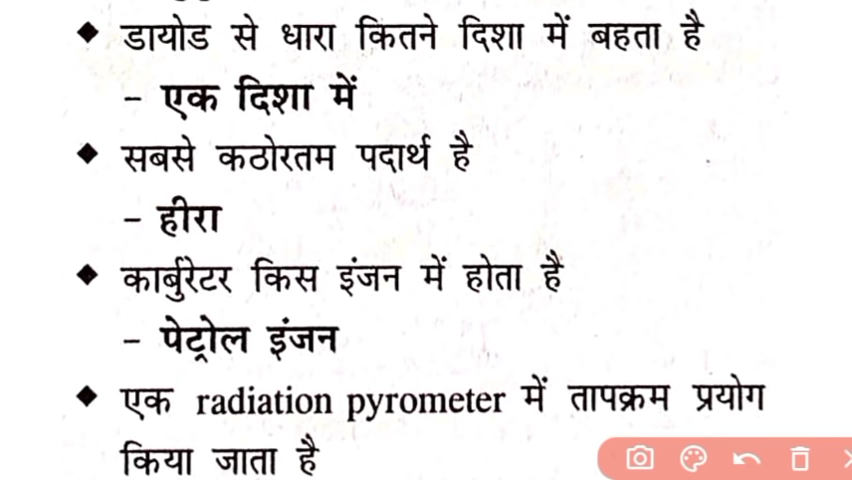 ◆ डायोड से धारा कितने दिशा में बहता है
– एक दिशा में
◆ सबसे कठोरतम पदार्थ है
– हीरा
◆ कार्बुरेटर किस इंजन में होता है
– पेट्रोल इंजन
◆ एक radiation pyrometer में तापक्रम प्रयोग
किया जाता है